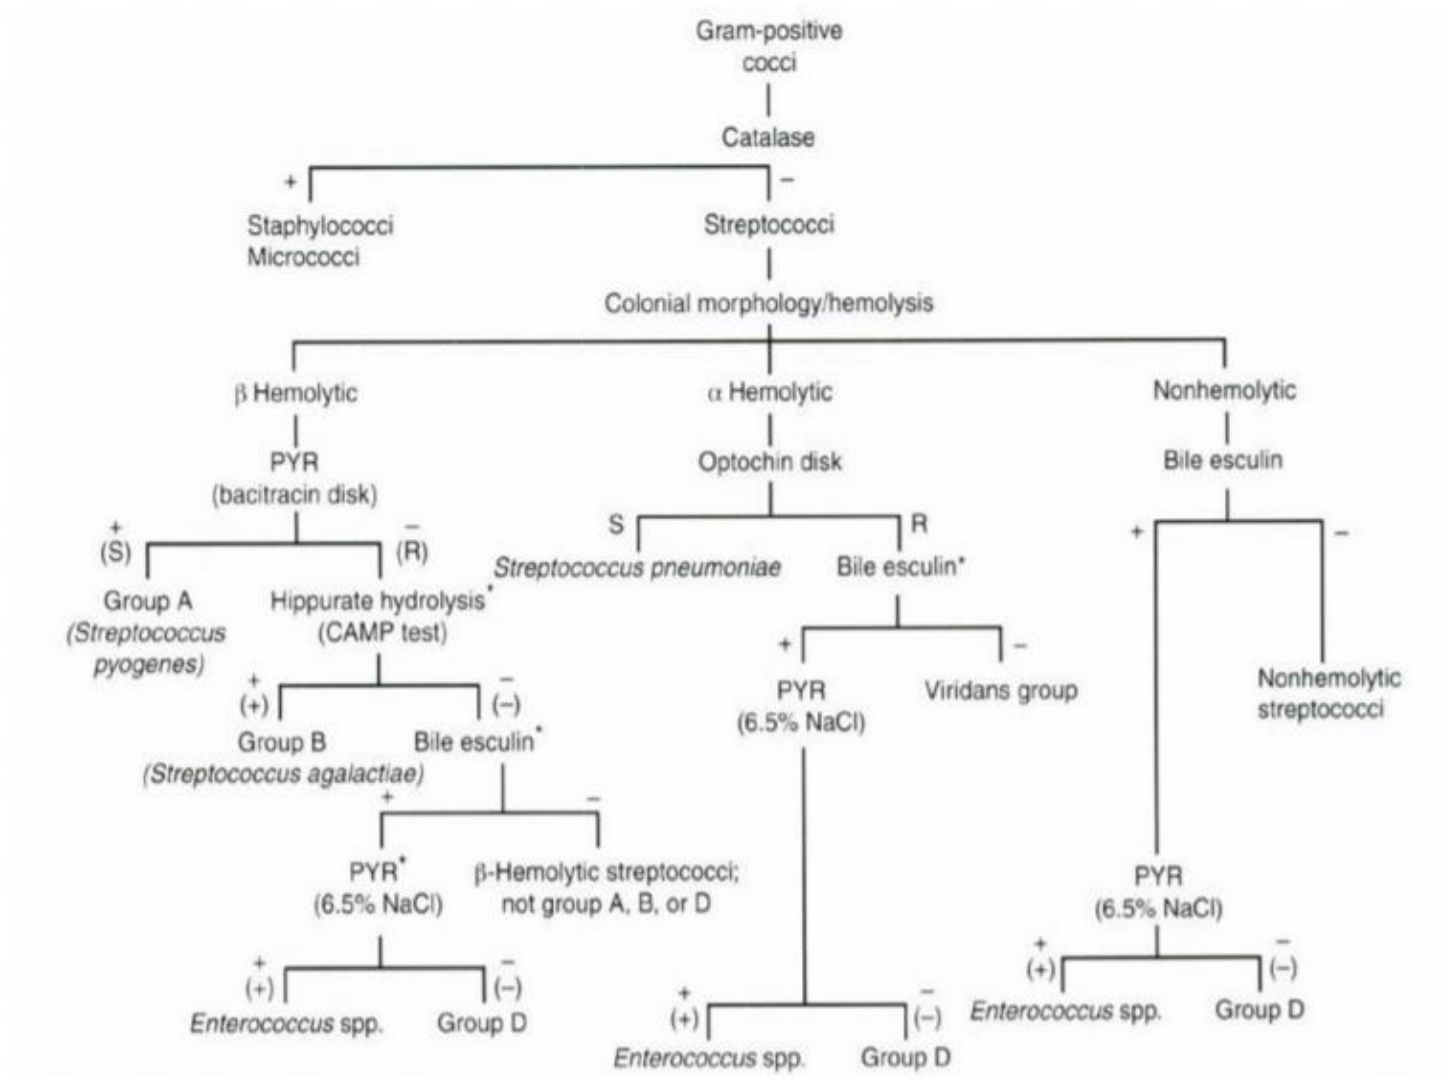 Gram-positive
cocci
Catalase
+
−
Staphylococci
Micrococci
Streptococci
Colonial morphology/hemolysis
β Hemolytic
α Hemolytic
Nonhemolytic
PYR
(bacitracin disk)
Optochin disk
Bile esculin
+
(S)
−
(R)
S
R
+
−
Group A
(Streptococcus
pyogenes)
Hippurate hydrolysis*
(CAMP test)
Streptococcus pneumoniae
Bile esculin*
+
(+)
−
(−)
+
−
Group B
(Streptococcus agalactiae)
Bile esculin*
PYR
(6.5% NaCl)
Viridans group
Nonhemolytic
streptococci
+
−
PYR*
(6.5% NaCl)
β-Hemolytic streptococci;
not group A, B, or D
PYR
(6.5% NaCl)
+
(+)
−
(−)
Enterococcus spp.
Group D
+
(+)
−
(−)
Enterococcus spp.
Group D
+
(+)
−
(−)
Enterococcus spp.
Group D